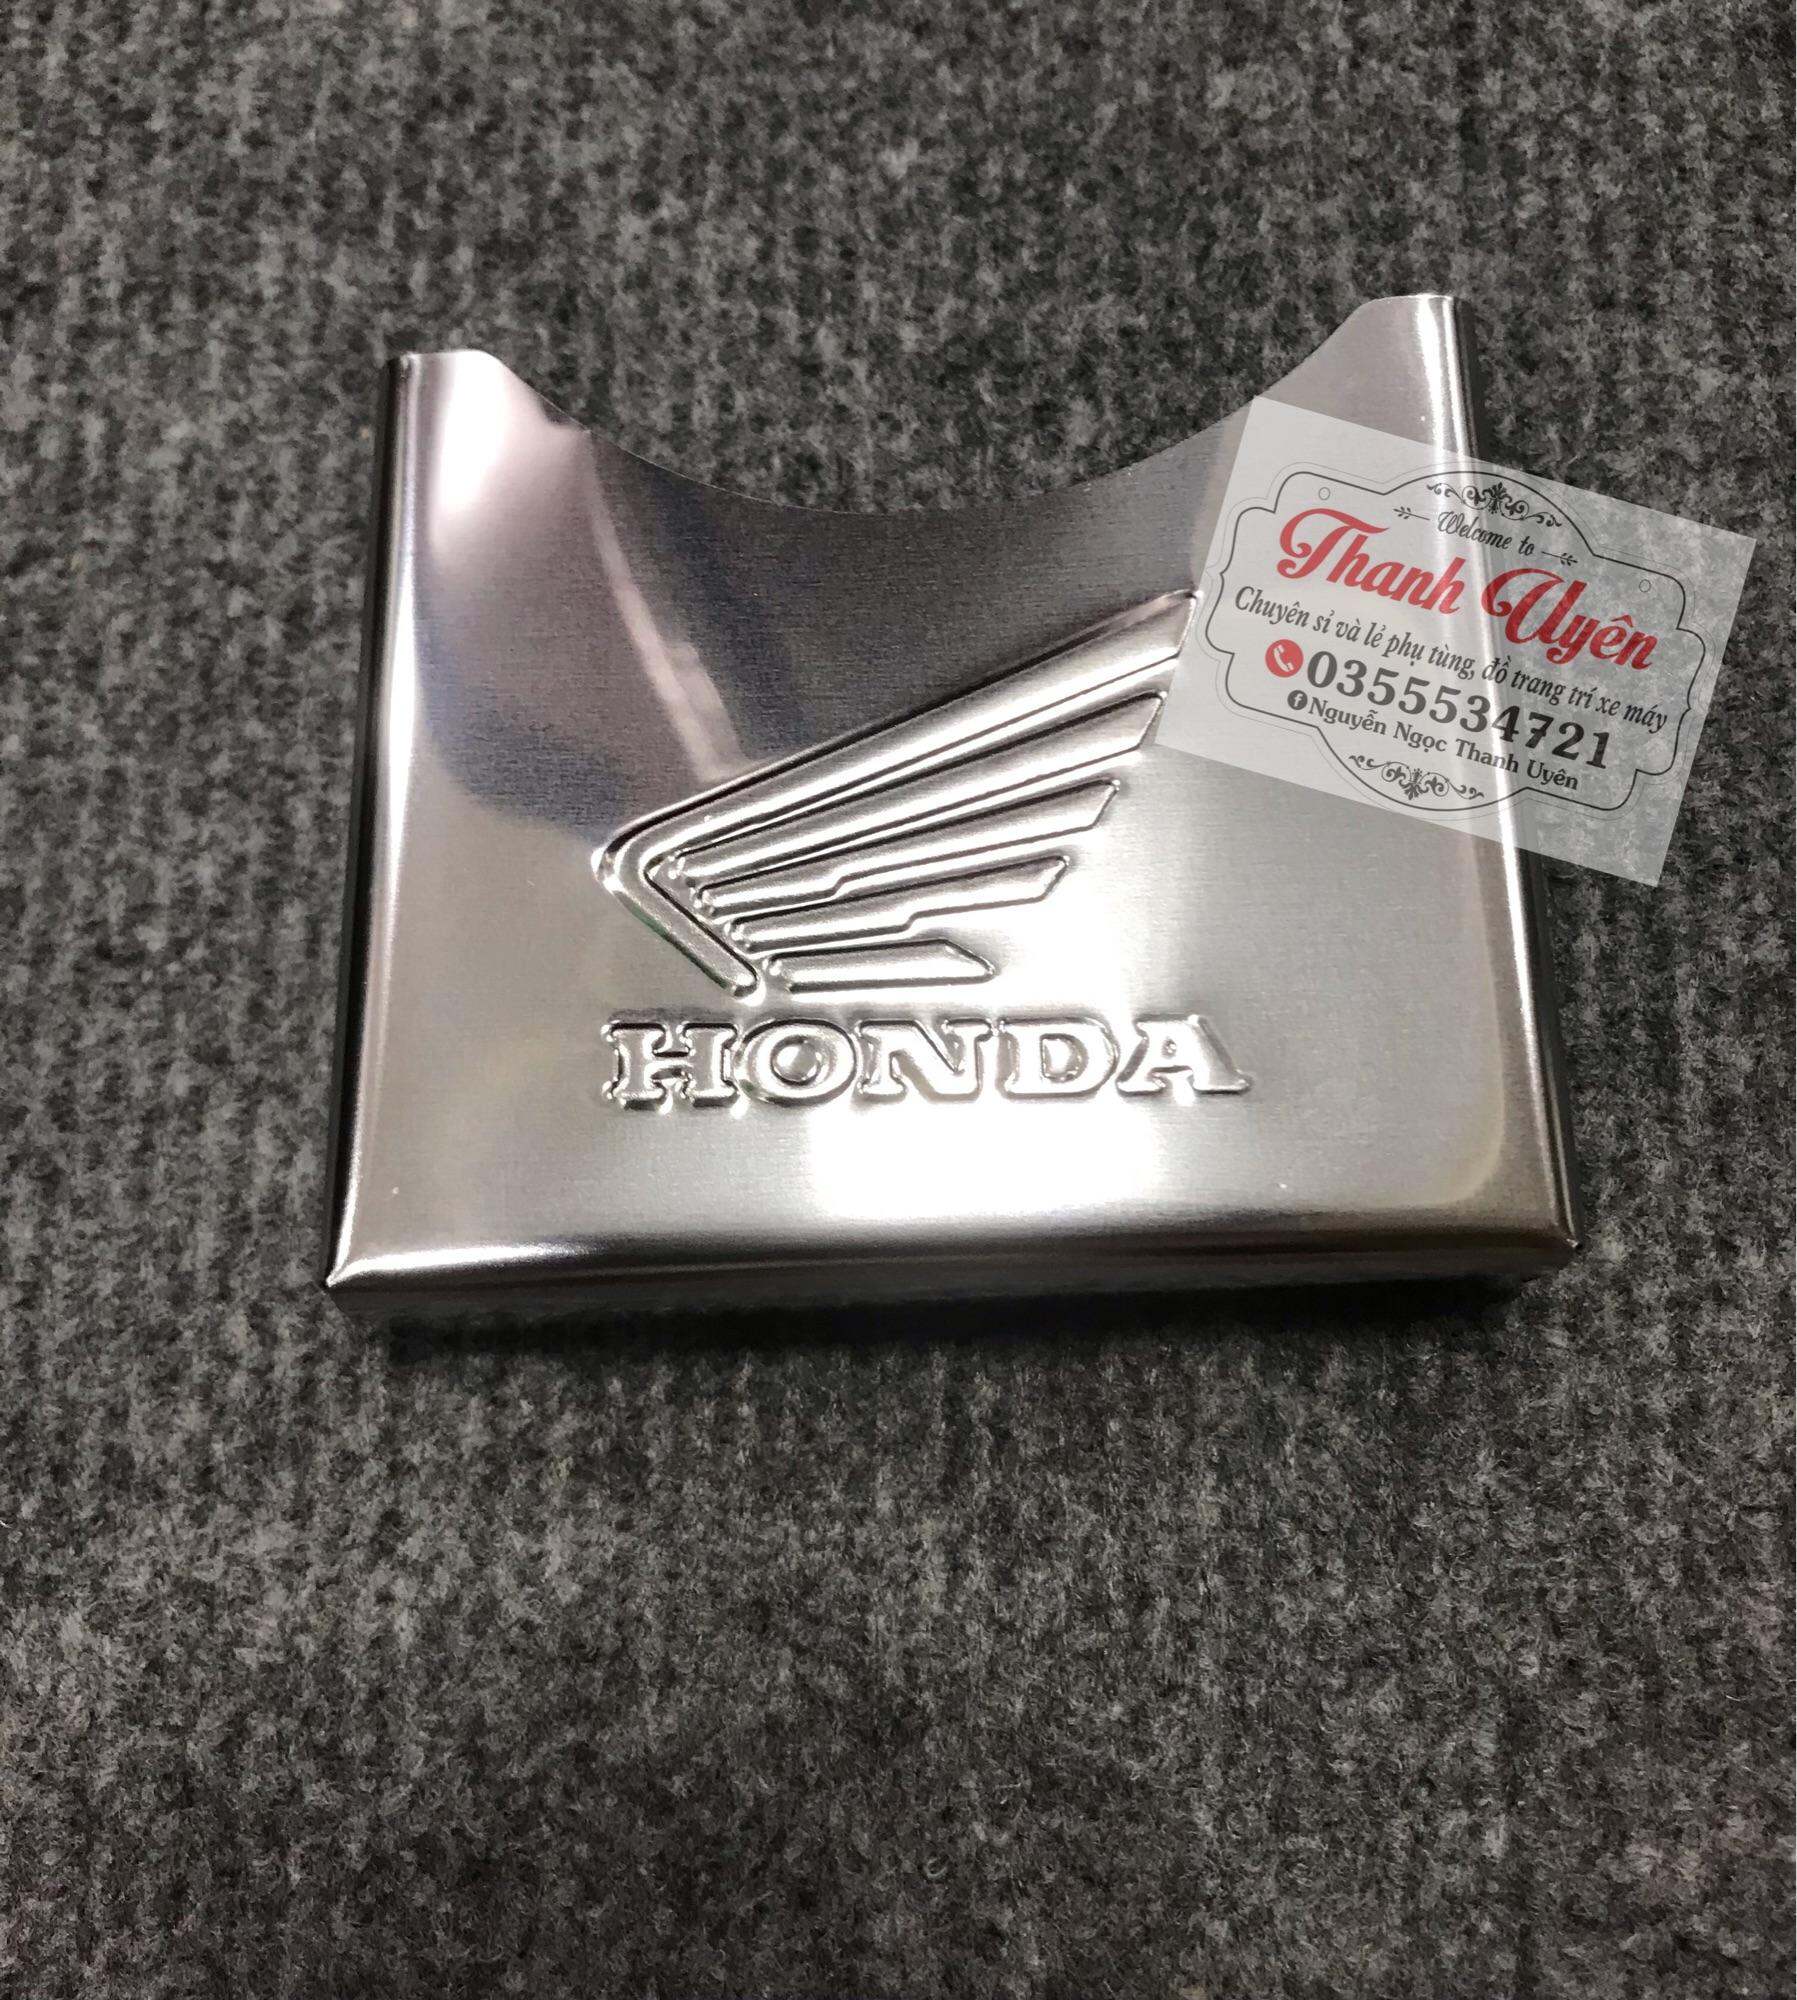 Welcome to
Thanh Uyên
Chuyên sỉ và lẻ phụ tùng, đồ trang trí xe máy
0355534721
Nguyễn Ngọc Thanh Uyên
HONDA